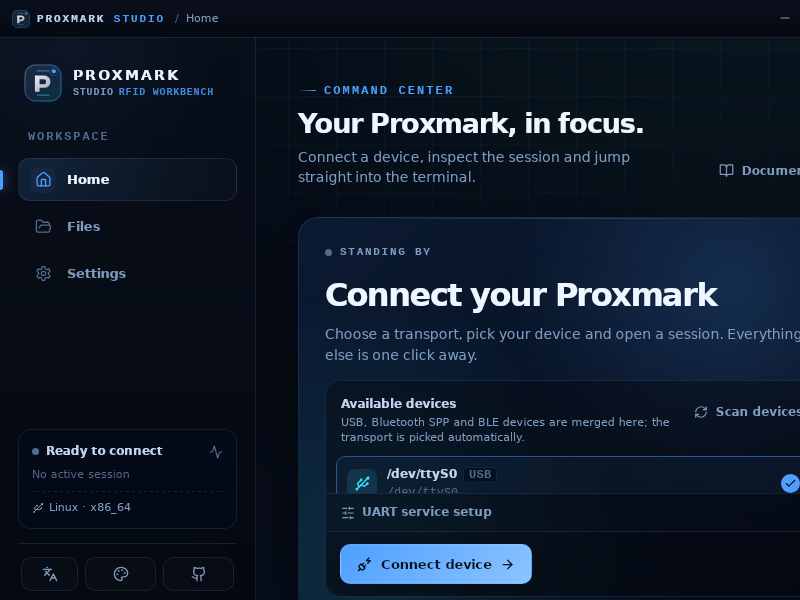 PROXMARK STUDIO / Home
PROXMARK
STUDIO RFID WORKBENCH
WORKSPACE
Home
Files
Settings
Ready to connect
No active session
Linux · x86_64
COMMAND CENTER
Your Proxmark, in focus.
Connect a device, inspect the session and jump
straight into the terminal.
Documen
STANDING BY
Connect your Proxmark
Choose a transport, pick your device and open a session. Everything
else is one click away.
Available devices
USB, Bluetooth SPP and BLE devices are merged here; the
transport is picked automatically.
Scan devices
/dev/ttyS0 USB
/dev/ttyS0
UART service setup
Connect device